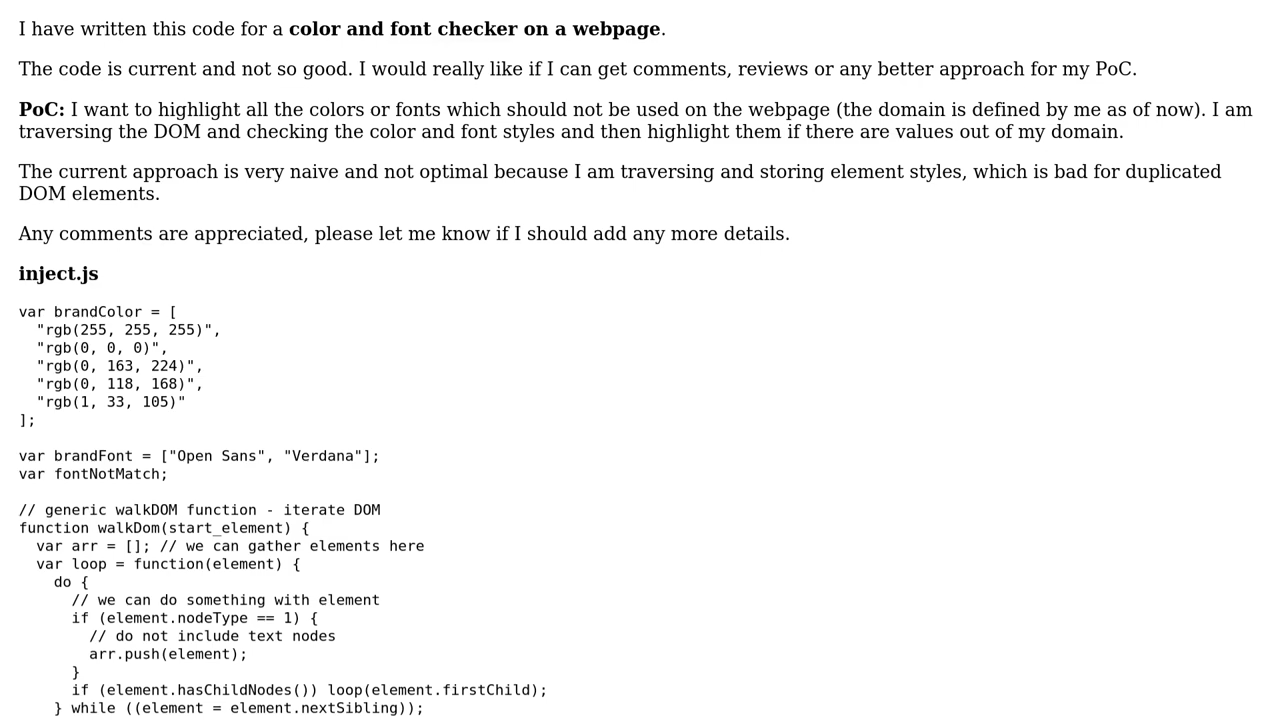 I have written this code for a color and font checker on a webpage.
The code is current and not so good. I would really like if I can get comments, reviews or any better approach for my PoC.
PoC: I want to highlight all the colors or fonts which should not be used on the webpage (the domain is defined by me as of now). I am
traversing the DOM and checking the color and font styles and then highlight them if there are values out of my domain.
The current approach is very naive and not optimal because I am traversing and storing element styles, which is bad for duplicated
DOM elements.
Any comments are appreciated, please let me know if I should add any more details.
inject.js
var brandColor = [
  "rgb(255, 255, 255)",
  "rgb(0, 0, 0)",
  "rgb(0, 163, 224)",
  "rgb(0, 118, 168)",
  "rgb(1, 33, 105)"
];
var brandFont = ["Open Sans", "Verdana"];
var fontNotMatch;
// generic walkDOM function - iterate DOM
function walkDom(start_element) {
  var arr = []; // we can gather elements here
  var loop = function(element) {
    do {
      // we can do something with element
      if (element.nodeType == 1) {
        // do not include text nodes
        arr.push(element);
      }
      if (element.hasChildNodes()) loop(element.firstChild);
    } while ((element = element.nextSibling));